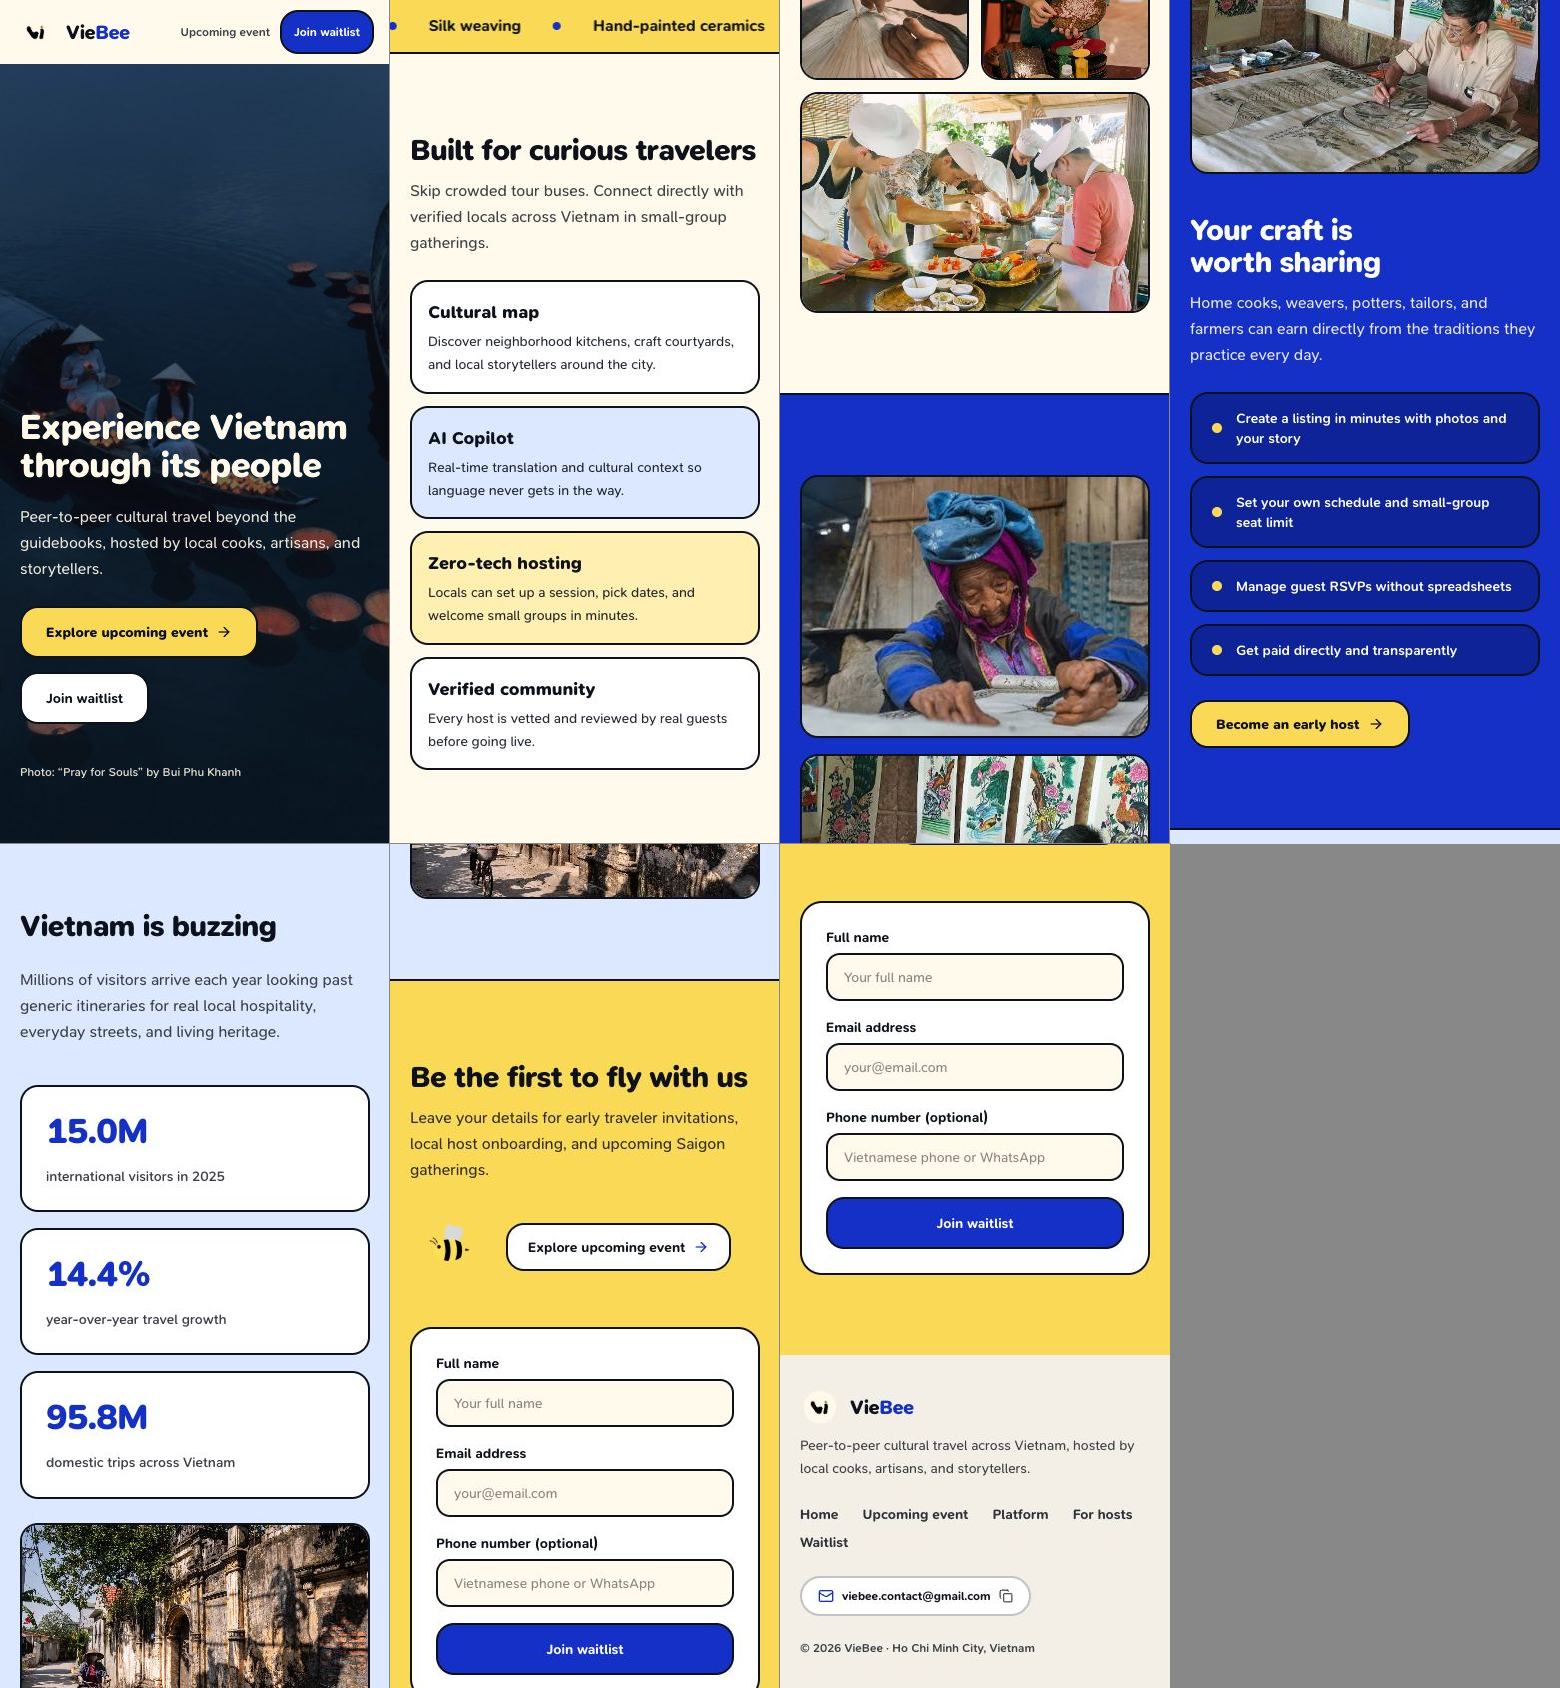 VieBee
Upcoming event
Join waitlist
Experience Vietnam
through its people
Peer-to-peer cultural travel beyond the
guidebooks, hosted by local cooks, artisans, and
storytellers.
Explore upcoming event →
Join waitlist
Photo: “Pray for Souls” by Bui Phu Khanh
Silk weaving
Hand-painted ceramics
Built for curious travelers
Skip crowded tour buses. Connect directly with
verified locals across Vietnam in small-group
gatherings.
Cultural map
Discover neighborhood kitchens, craft courtyards,
and local storytellers around the city.
AI Copilot
Real-time translation and cultural context so
language never gets in the way.
Zero-tech hosting
Locals can set up a session, pick dates, and
welcome small groups in minutes.
Verified community
Every host is vetted and reviewed by real guests
before going live.
Your craft is
worth sharing
Home cooks, weavers, potters, tailors, and
farmers can earn directly from the traditions they
practice every day.
Create a listing in minutes with photos and
your story
Set your own schedule and small-group
seat limit
Manage guest RSVPs without spreadsheets
Get paid directly and transparently
Become an early host →
Vietnam is buzzing
Millions of visitors arrive each year looking past
generic itineraries for real local hospitality,
everyday streets, and living heritage.
15.0M
international visitors in 2025
14.4%
year-over-year travel growth
95.8M
domestic trips across Vietnam
Be the first to fly with us
Leave your details for early traveler invitations,
local host onboarding, and upcoming Saigon
gatherings.
Explore upcoming event →
Full name
Your full name
Email address
your@email.com
Phone number (optional)
Vietnamese phone or WhatsApp
Join waitlist
Full name
Your full name
Email address
your@email.com
Phone number (optional)
Vietnamese phone or WhatsApp
Join waitlist
VieBee
Peer-to-peer cultural travel across Vietnam, hosted by
local cooks, artisans, and storytellers.
Home Upcoming event Platform For hosts
Waitlist
viebee.contact@gmail.com
© 2026 VieBee · Ho Chi Minh City, Vietnam